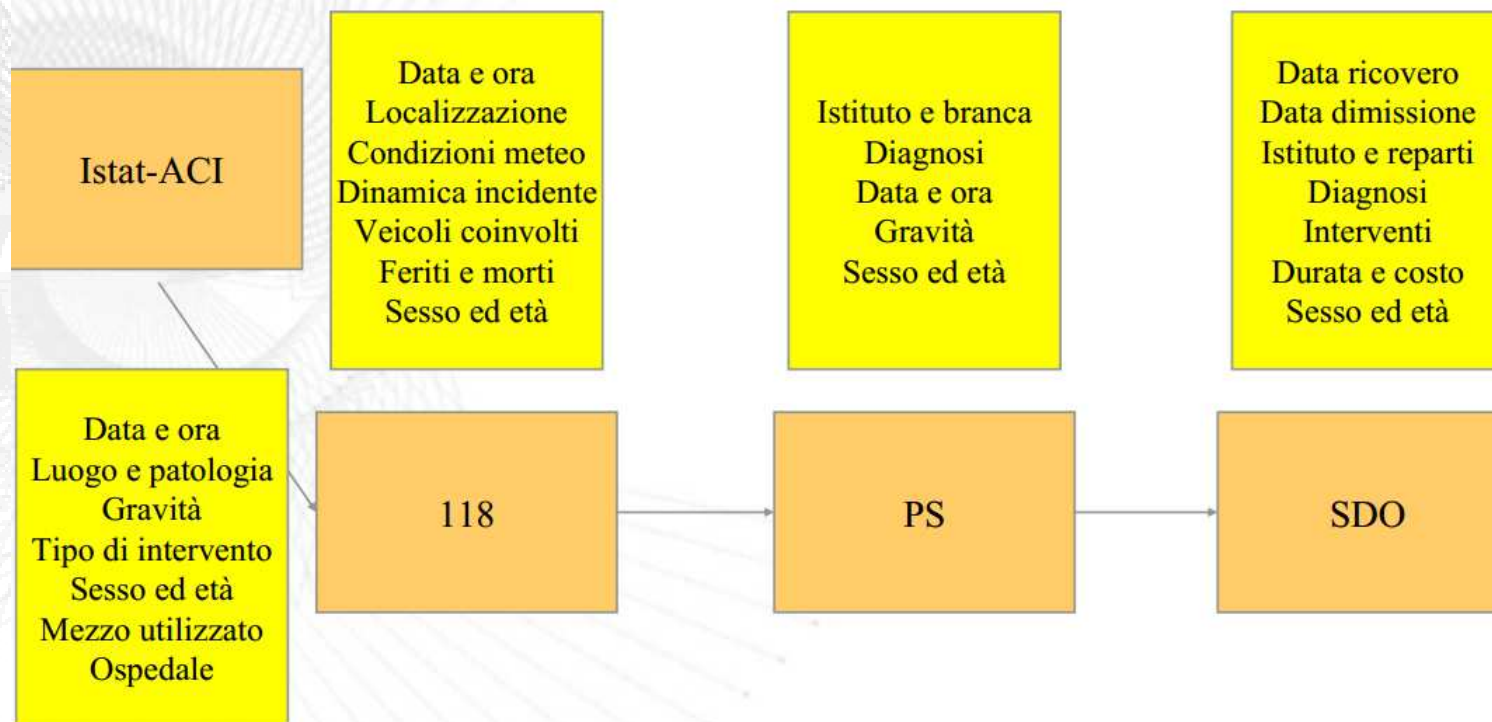 Istat-ACI
Data e ora
Localizzazione
Condizioni meteo
Dinamica incidente
Veicoli coinvolti
Feriti e morti
Sesso ed età
Istituto e branca
Diagnosi
Data e ora
Gravità
Sesso ed età
Data ricovero
Data dimissione
Istituto e reparti
Diagnosi
Interventi
Durata e costo
Sesso ed età
Data e ora
Luogo e patologia
Gravità
Tipo di intervento
Sesso ed età
Mezzo utilizzato
Ospedale
118
PS
SDO